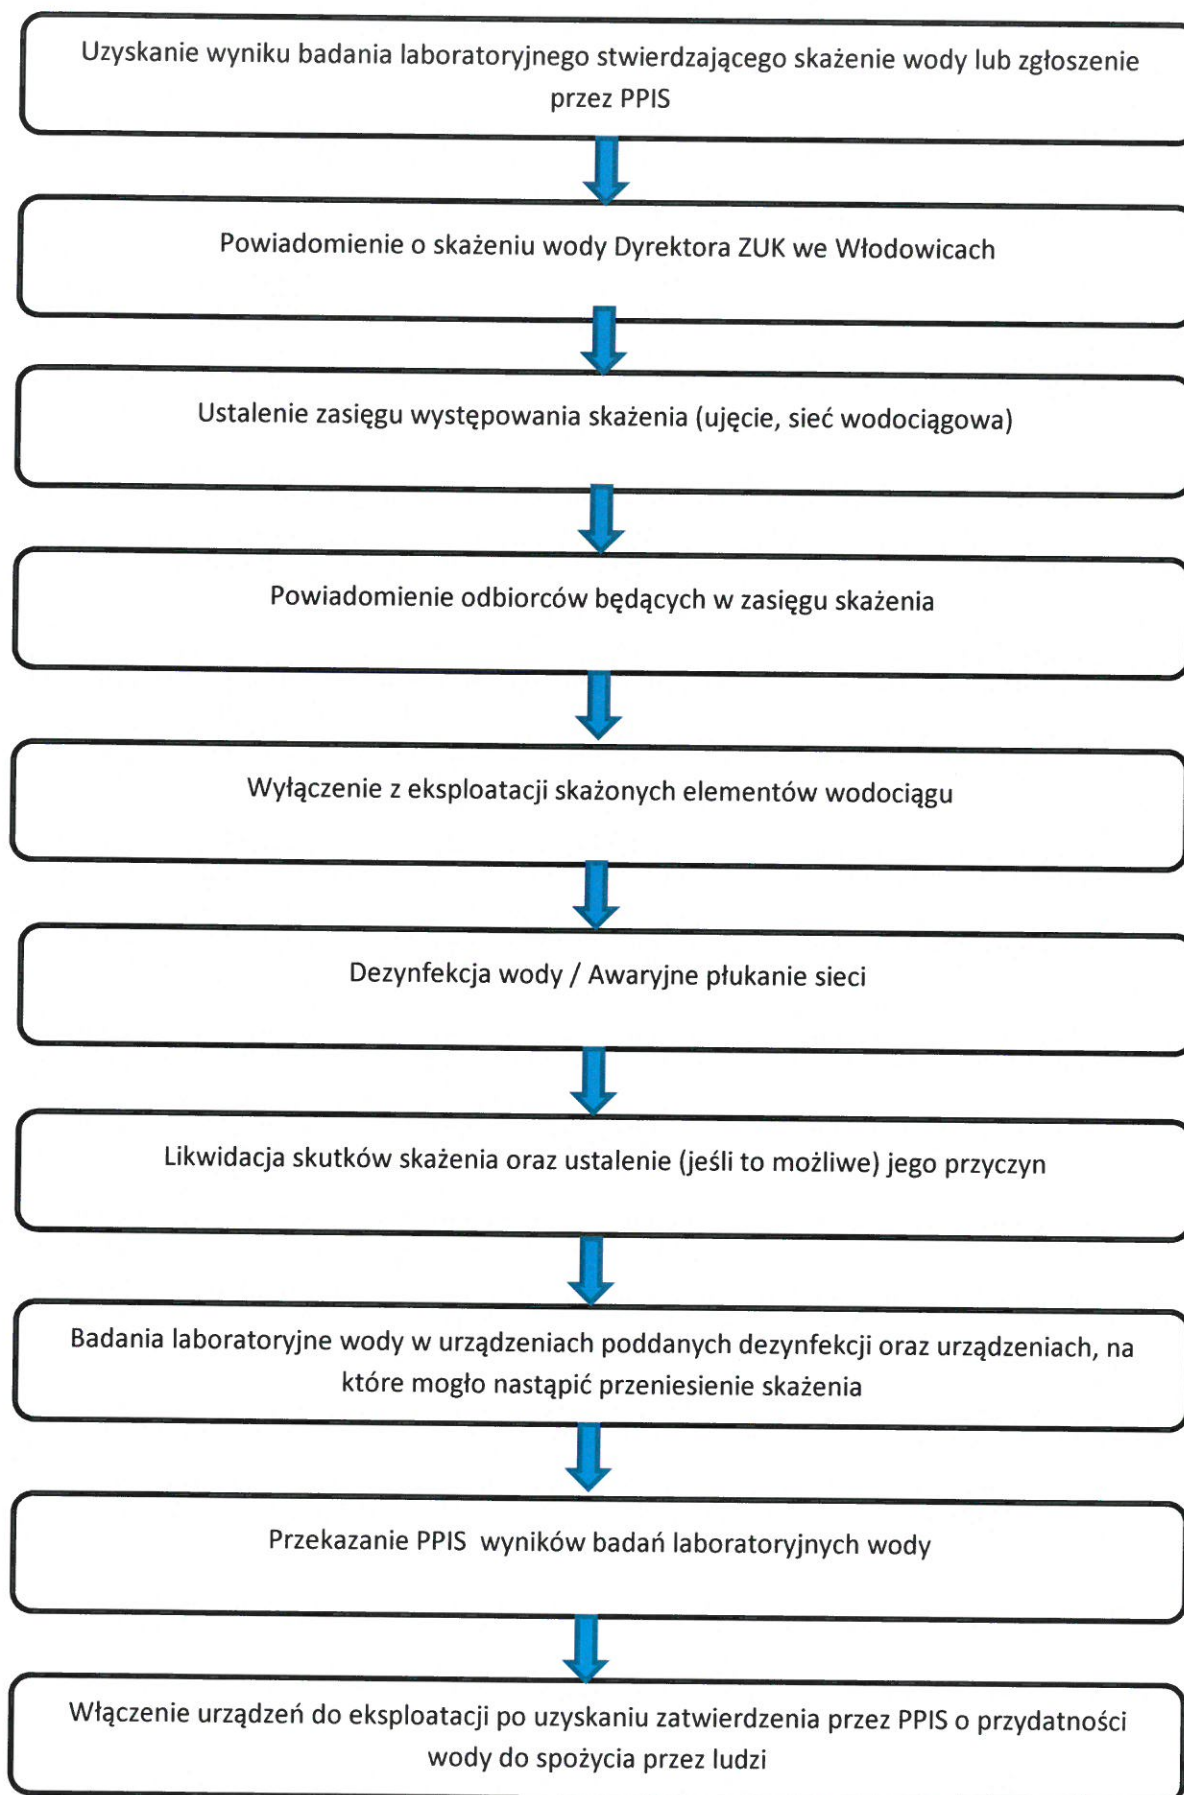 Uzyskanie wyniku badania laboratoryjnego stwierdzającego skażenie wody lub zgłoszenie
przez PPIS
Powiadomienie o skażeniu wody Dyrektora ZUK we Włodowicach
Ustalenie zasięgu występowania skażenia (ujęcie, sieć wodociągowa)
Powiadomienie odbiorców będących w zasięgu skażenia
Wyłączenie z eksploatacji skażonych elementów wodociągu
Dezynfekcja wody / Awaryjne płukanie sieci
Likwidacja skutków skażenia oraz ustalenie (jeśli to możliwe) jego przyczyn
Badania laboratoryjne wody w urządzeniach poddanych dezynfekcji oraz urządzeniach, na
które mogło nastąpić przeniesienie skażenia
Przekazanie PPIS  wyników badań laboratoryjnych wody
Włączenie urządzeń do eksploatacji po uzyskaniu zatwierdzenia przez PPIS o przydatności
wody do spożycia przez ludzi